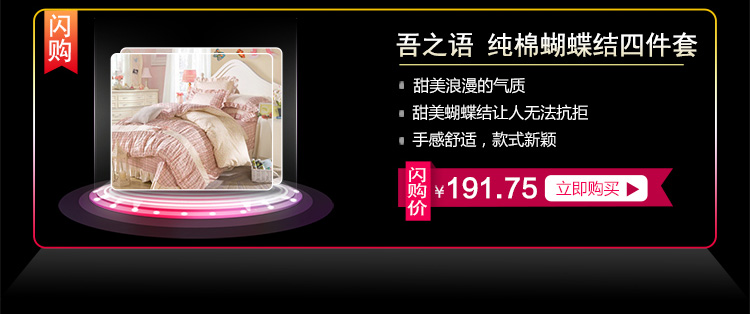 闪购
吾之语 纯棉蝴蝶结四件套
甜美浪漫的气质
甜美蝴蝶结让人无法抗拒
手感舒适，款式新颖
闪购价
¥191.75
立即购买